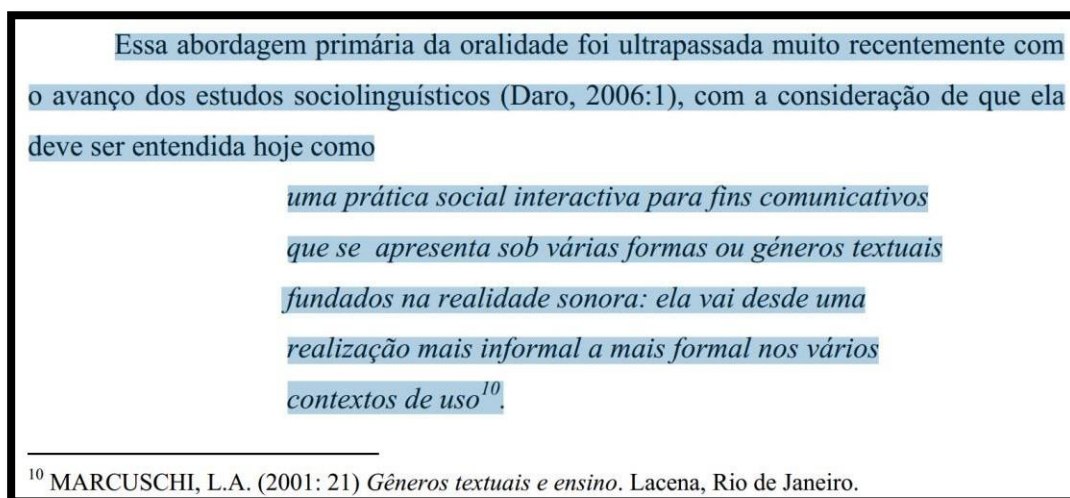 Essa abordagem primária da oralidade foi ultrapassada muito recentemente com
o avanço dos estudos sociolinguísticos (Daro, 2006:1), com a consideração de que ela
deve ser entendida hoje como
uma prática social interactiva para fins comunicativos
que se apresenta sob várias formas ou géneros textuais
fundados na realidade sonora: ela vai desde uma
realização mais informal a mais formal nos vários
contextos de uso10.
10 MARCUSCHI, L.A. (2001: 21) Gêneros textuais e ensino. Lacena, Rio de Janeiro.